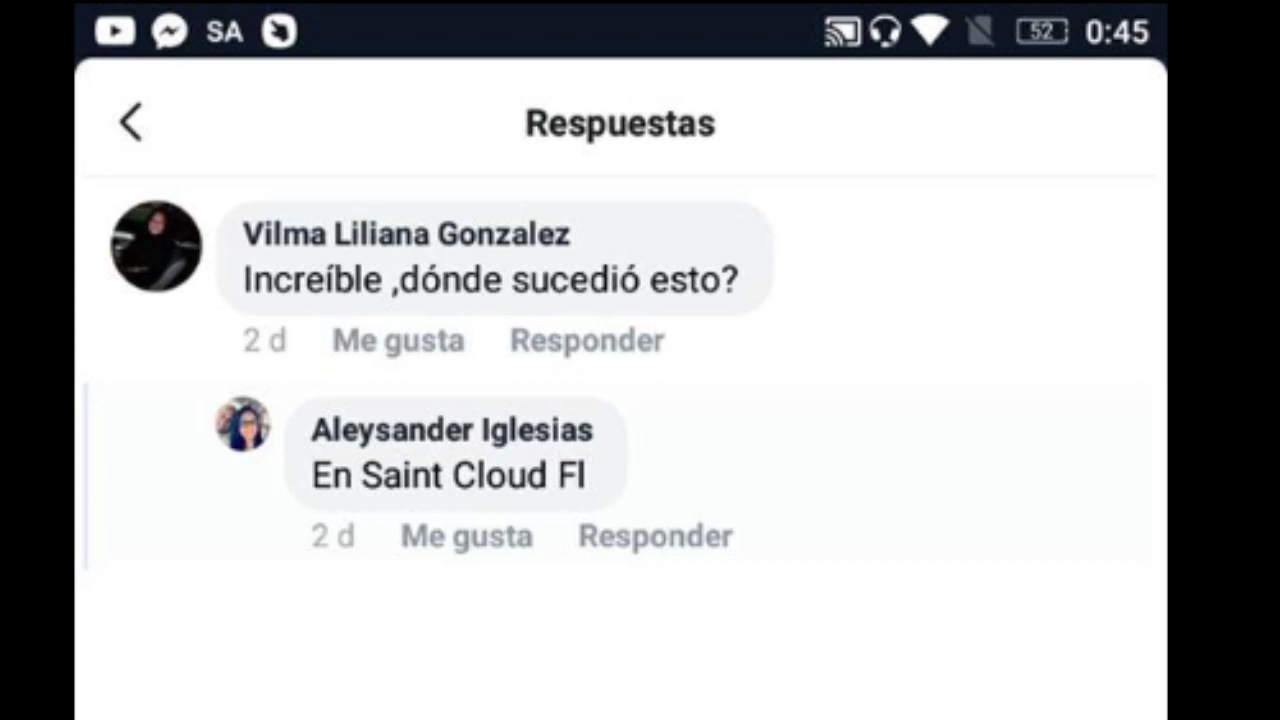 SA 52 0:45
Respuestas
Vilma Liliana Gonzalez
Increíble ,dónde sucedió esto?
2 d Me gusta Responder
Aleysander Iglesias
En Saint Cloud Fl
2 d Me gusta Responder